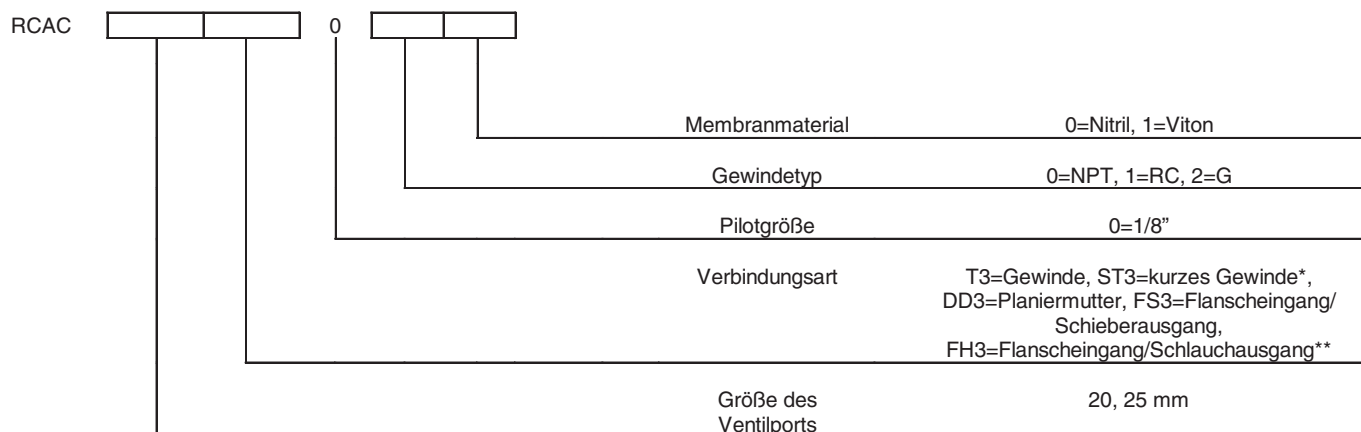 RCAC 0
Membranmaterial 0=Nitril, 1=Viton
Gewindetyp 0=NPT, 1=RC, 2=G
Pilotgröße 0=1/8”
Verbindungsart T3=Gewinde, ST3=kurzes Gewinde*,
DD3=Planiermutter, FS3=Flanscheingang/
Schieberausgang,
FH3=Flanscheingang/Schlauchausgang**
Größe des 20, 25 mm
Ventilports